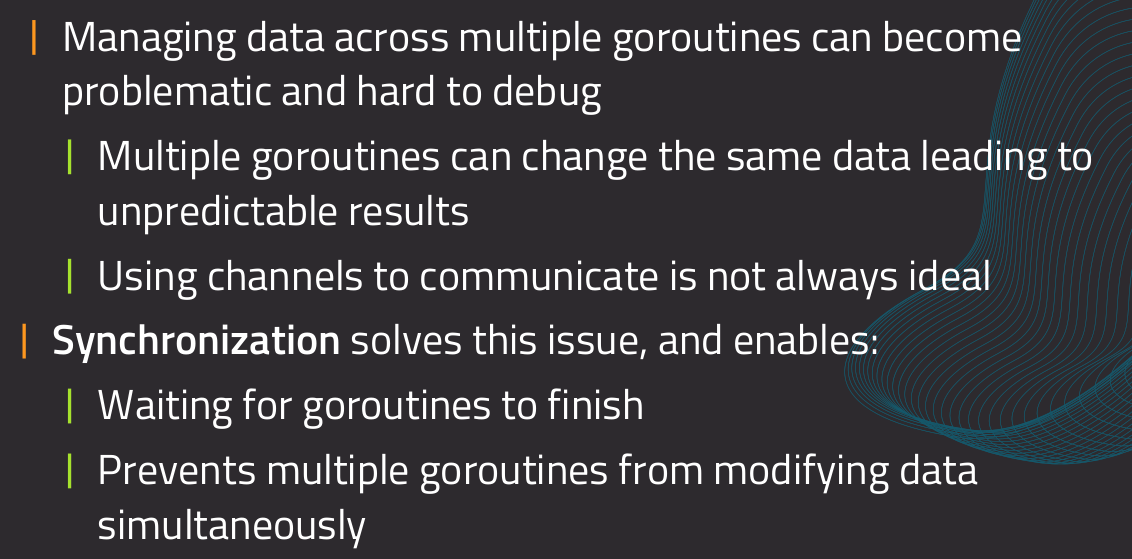 Managing data across multiple goroutines can become
problematic and hard to debug
Multiple goroutines can change the same data leading to
unpredictable results
Using channels to communicate is not always ideal
Synchronization solves this issue, and enables:
Waiting for goroutines to finish
Prevents multiple goroutines from modifying data
simultaneously